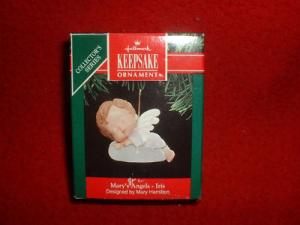 COLLECTOR'S
SERIES
Hallmark
KEEPSAKE
ORNAMENT
Mary's Angels - Iris
Designed by Mary Hamilton